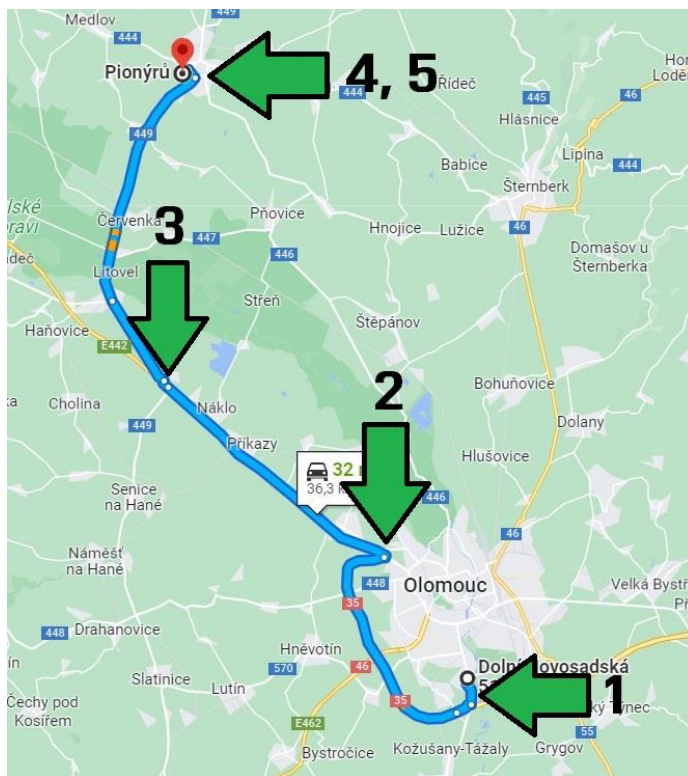 Medlov
449
444
Pionýrů
4, 5
Řídeč
444
445
46
Hlásnice
449
Babice
Lipina
444
Šternberk
Pňovice
Červenka
3
447
Hnojice
Lužice
46
446
Domašov u
Šternberka
Litovel
Střeň
Štěpánov
Haňovice
E442
Bohuňovice
Cholina
Náklo
2
449
Příkazy
Dolany
Hlušovice
32
36,3
446
Senice
na Hané
46
Náměšť
na Hané
448
Olomouc
Velká Bystř
35
448
Drahanovice
Hněvotín
570
46
Slatinice
Lutín
35
1
Čechy pod
Kosířem
E462
55
Kožušany-Tážaly
Grygov
Bystročice